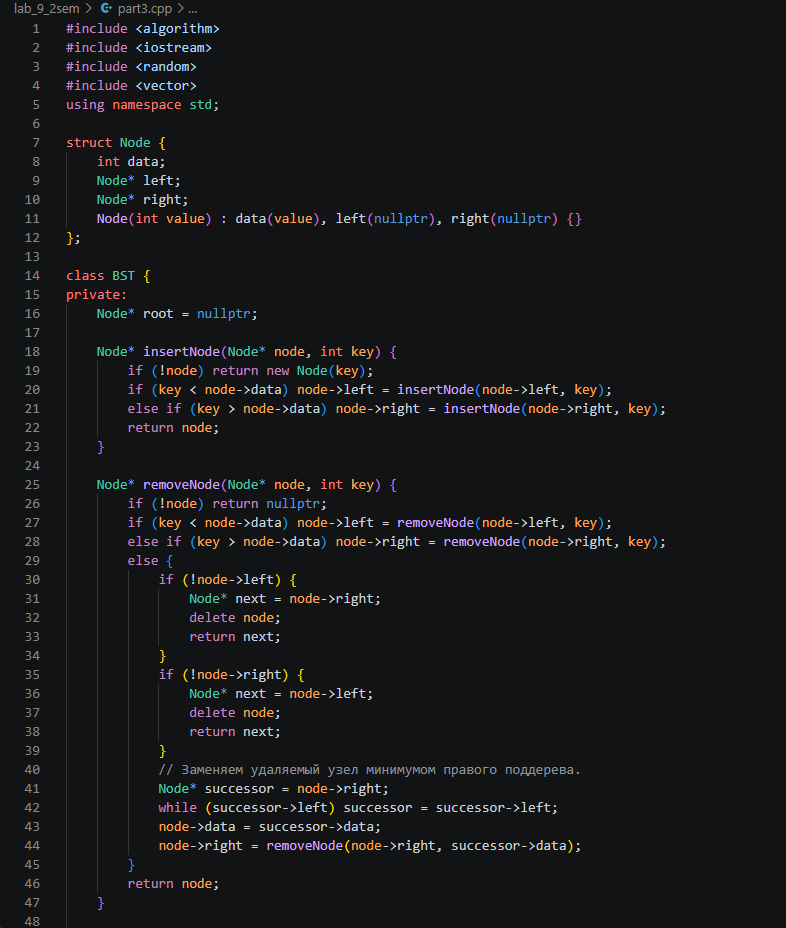 lab_9_2sem > part3.cpp > ...
1 #include <algorithm>
2 #include <iostream>
3 #include <random>
4 #include <vector>
5 using namespace std;
6
7 struct Node {
8     int data;
9     Node* left;
10     Node* right;
11     Node(int value) : data(value), left(nullptr), right(nullptr) {}
12 };
13
14 class BST {
15 private:
16     Node* root = nullptr;
17
18     Node* insertNode(Node* node, int key) {
19         if (!node) return new Node(key);
20         if (key < node->data) node->left = insertNode(node->left, key);
21         else if (key > node->data) node->right = insertNode(node->right, key);
22         return node;
23     }
24
25     Node* removeNode(Node* node, int key) {
26         if (!node) return nullptr;
27         if (key < node->data) node->left = removeNode(node->left, key);
28         else if (key > node->data) node->right = removeNode(node->right, key);
29         else {
30             if (!node->left) {
31                 Node* next = node->right;
32                 delete node;
33                 return next;
34             }
35             if (!node->right) {
36                 Node* next = node->left;
37                 delete node;
38                 return next;
39             }
40             // Заменяем удаляемый узел минимумом правого поддерева.
41             Node* successor = node->right;
42             while (successor->left) successor = successor->left;
43             node->data = successor->data;
44             node->right = removeNode(node->right, successor->data);
45         }
46         return node;
47     }
48